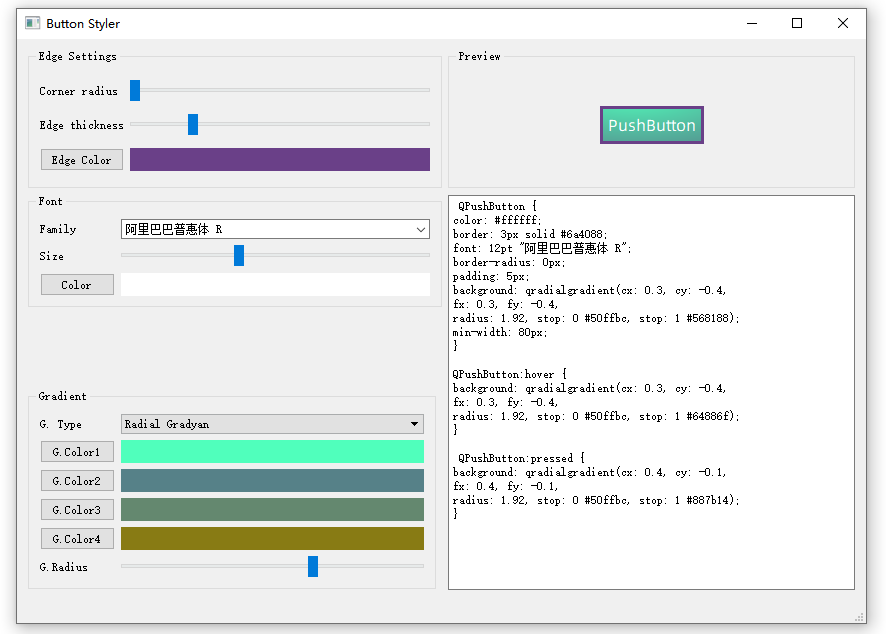 Button Styler
Edge Settings
Corner radius
Edge thickness
Edge Color
Font
Family
阿里巴巴普惠体 R
Size
Color
Gradient
G. Type
Radial Gradyan
G.Color1
G.Color2
G.Color3
G.Color4
G.Radius
Preview
PushButton
QPushButton {
color: #ffffff;
border: 3px solid #6a4088;
font: 12pt "阿里巴巴普惠体 R";
border-radius: 0px;
padding: 5px;
background: qradialgradient(cx: 0.3, cy: -0.4,
fx: 0.3, fy: -0.4,
radius: 1.92, stop: 0 #50ffbc, stop: 1 #568188);
min-width: 80px;
}
QPushButton:hover {
background: qradialgradient(cx: 0.3, cy: -0.4,
fx: 0.3, fy: -0.4,
radius: 1.92, stop: 0 #50ffbc, stop: 1 #64886f);
}
QPushButton:pressed {
background: qradialgradient(cx: 0.4, cy: -0.1,
fx: 0.4, fy: -0.1,
radius: 1.92, stop: 0 #50ffbc, stop: 1 #887b14);
}